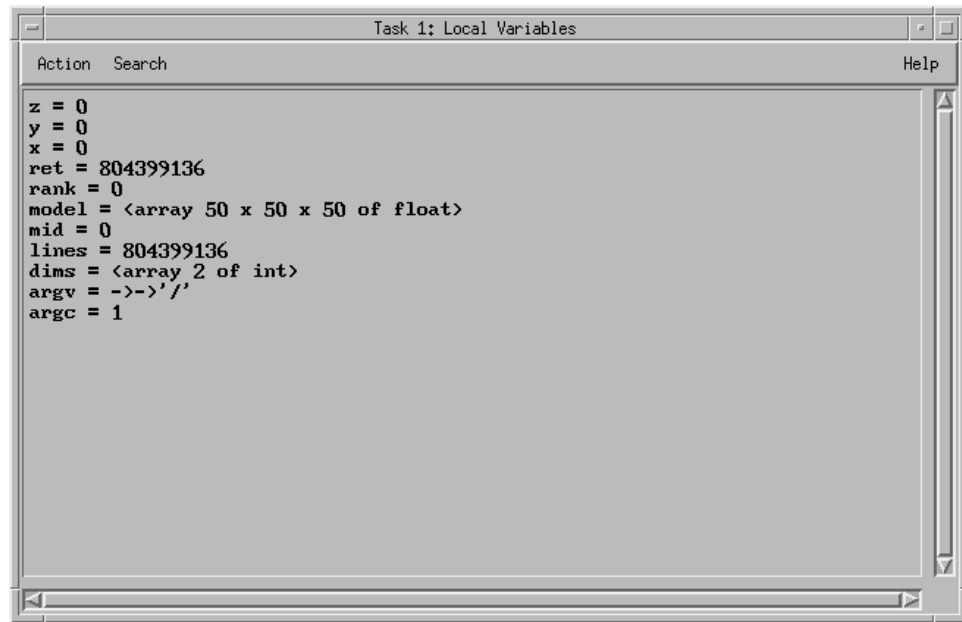 Task 1: Local Variables
Action Search Help
z = 0
y = 0
x = 0
ret = 804399136
rank = 0
model = <array 50 x 50 x 50 of float>
mid = 0
lines = 804399136
dims = <array 2 of int>
argv = ->->'/'
argc = 1